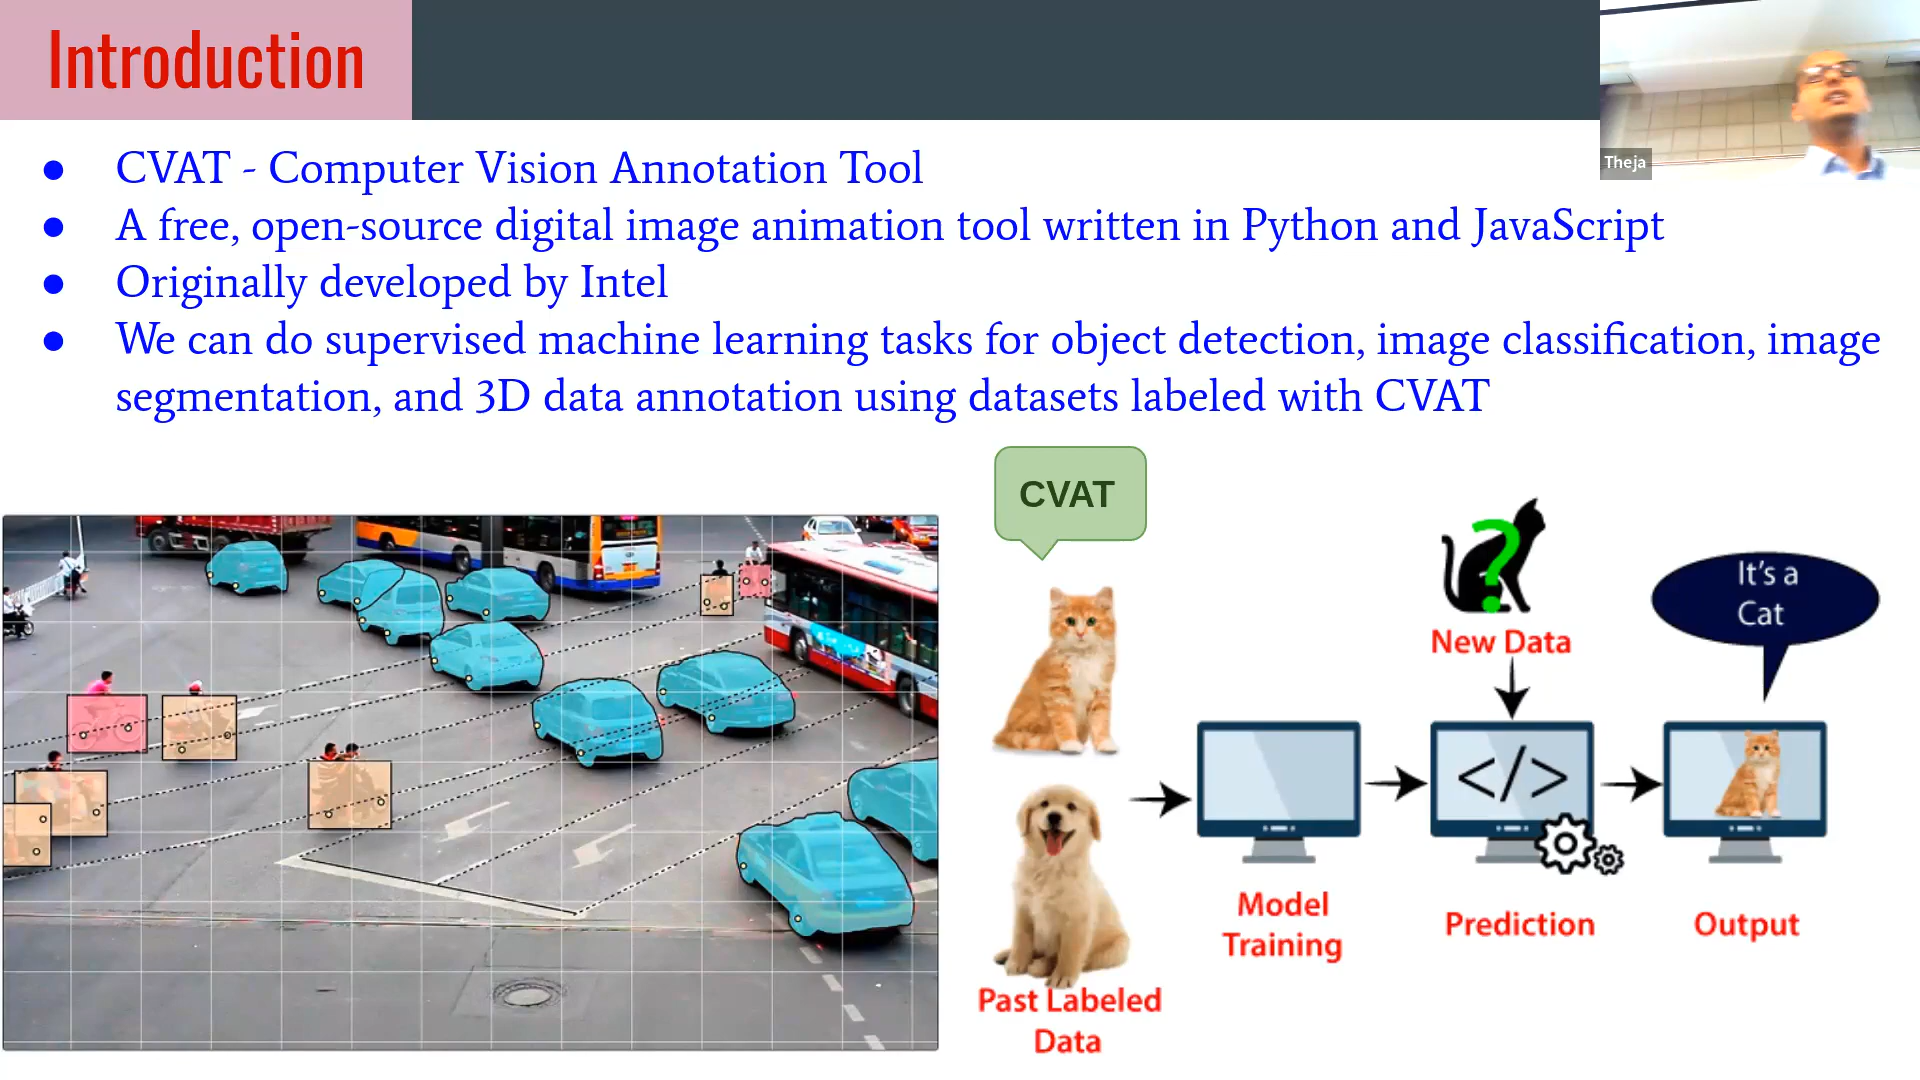 Introduction
Theja
● CVAT - Computer Vision Annotation Tool
● A free, open-source digital image animation tool written in Python and JavaScript
● Originally developed by Intel
● We can do supervised machine learning tasks for object detection, image classification, image
segmentation, and 3D data annotation using datasets labeled with CVAT
CVAT
?
New Data
It's a
Cat
</>
Model
Training
Prediction
Output
Past Labeled
Data